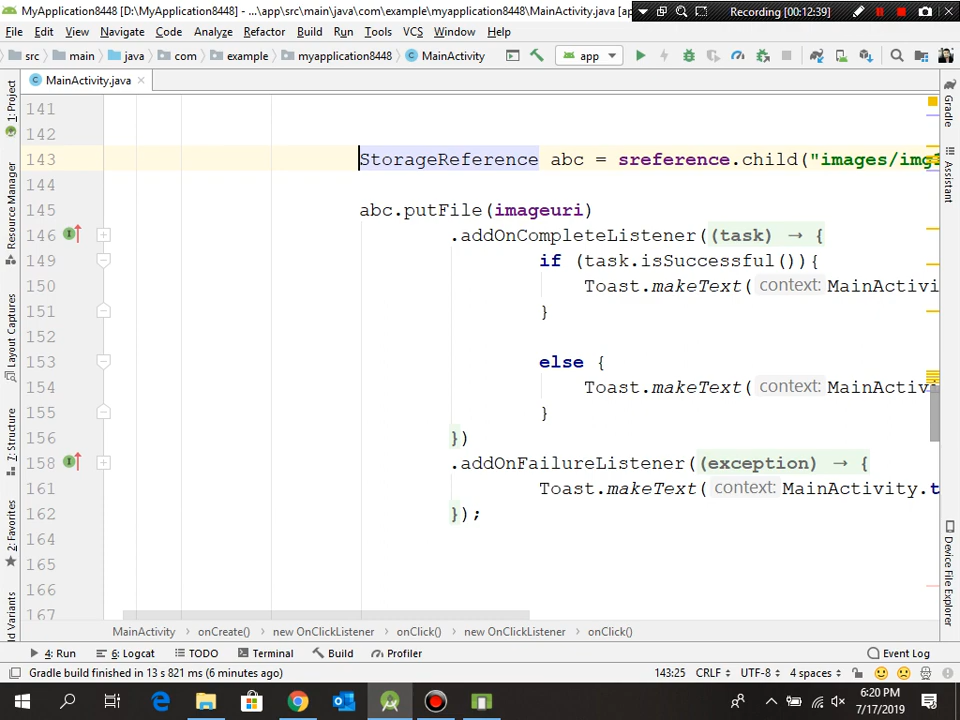 MyApplication8448 [D:\MyApplication8448] - ...\app\src\main\java\com\example\myapplication8448\MainActivity.java [ap
Recording [00:12:39]
File Edit View Navigate Code Analyze Refactor Build Run Tools VCS Window Help
src main java com example myapplication8448 MainActivity app
MainActivity.java
1: Project
Resource Manager
Layout Captures
7: Structure
2: Favorites
d Variants
141
142
143 StorageReference abc = sreference.child("images/img
144
145 abc.putFile(imageuri)
146 .addOnCompleteListener((task) → {
149 if (task.isSuccessful()){
150 Toast.makeText( context: MainActivi
151 }
152
153 else {
154 Toast.makeText( context: MainActiv
155 }
156 })
158 .addOnFailureListener((exception) → {
161 Toast.makeText( context: MainActivity.t
162 });
164
165
166
167
Gradle
Assistant
Device File Explorer
MainActivity › onCreate() › new OnClickListener › onClick() › new OnClickListener › onClick()
4: Run 6: Logcat TODO Terminal Build Profiler Event Log
Gradle build finished in 13 s 821 ms (6 minutes ago) 143:25 CRLF UTF-8 4 spaces
6:20 PM
7/17/2019